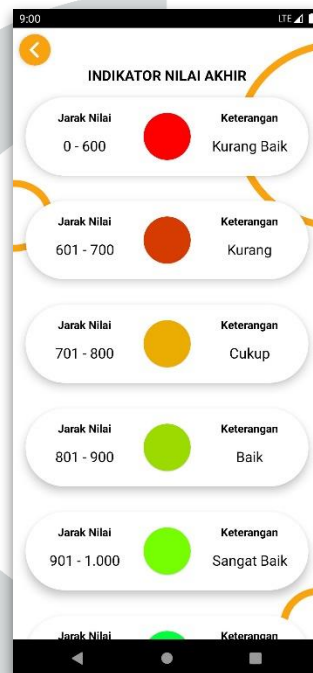 9:00
LTE
INDIKATOR NILAI AKHIR
Jarak Nilai
Keterangan
0 - 600
Kurang Baik
Jarak Nilai
Keterangan
601 - 700
Kurang
Jarak Nilai
Keterangan
701 - 800
Cukup
Jarak Nilai
Keterangan
801 - 900
Baik
Jarak Nilai
Keterangan
901 - 1.000
Sangat Baik
Jarak Nilai
Keterangan